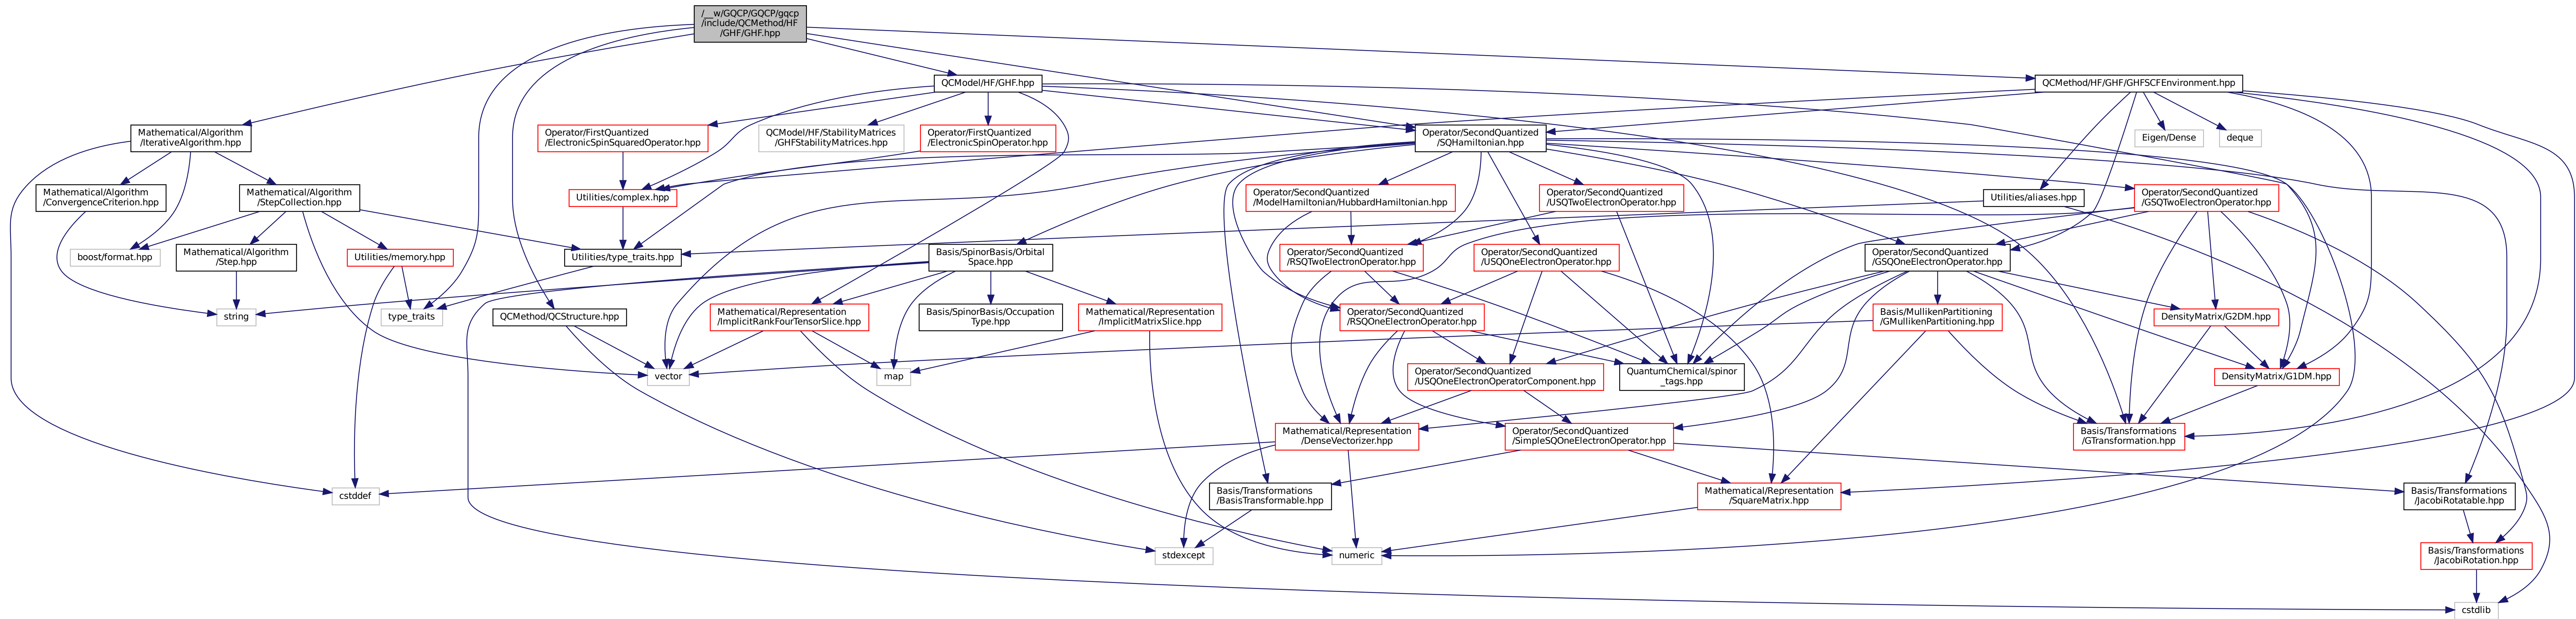 /__w/GQCP/GQCP/gqcp
/include/QCMethod/HF
/GHF/GHF.hpp
QCModel/HF/GHF.hpp
QCMethod/HF/GHF/GHFSCFEnvironment.hpp
Mathematical/Algorithm
/IterativeAlgorithm.hpp
Operator/FirstQuantized
/ElectronicSpinSquaredOperator.hpp
QCModel/HF/StabilityMatrices
/GHFStabilityMatrices.hpp
Operator/FirstQuantized
/ElectronicSpinOperator.hpp
Operator/SecondQuantized
/SQHamiltonian.hpp
Eigen/Dense
deque
Mathematical/Algorithm
/ConvergenceCriterion.hpp
Mathematical/Algorithm
/StepCollection.hpp
Utilities/complex.hpp
Operator/SecondQuantized
/ModelHamiltonian/HubbardHamiltonian.hpp
Operator/SecondQuantized
/USQTwoElectronOperator.hpp
Utilities/aliases.hpp
Operator/SecondQuantized
/GSQTwoElectronOperator.hpp
boost/format.hpp
Mathematical/Algorithm
/Step.hpp
Utilities/memory.hpp
Utilities/type_traits.hpp
Basis/SpinorBasis/Orbital
Space.hpp
Operator/SecondQuantized
/RSQTwoElectronOperator.hpp
Operator/SecondQuantized
/USQOneElectronOperator.hpp
Operator/SecondQuantized
/GSQOneElectronOperator.hpp
string
type_traits
QCMethod/QCStructure.hpp
Mathematical/Representation
/ImplicitRankFourTensorSlice.hpp
Basis/SpinorBasis/Occupation
Type.hpp
Mathematical/Representation
/ImplicitMatrixSlice.hpp
Operator/SecondQuantized
/RSQOneElectronOperator.hpp
Basis/MullikenPartitioning
/GMullikenPartitioning.hpp
DensityMatrix/G2DM.hpp
vector
map
Operator/SecondQuantized
/USQOneElectronOperatorComponent.hpp
QuantumChemical/spinor
_tags.hpp
DensityMatrix/G1DM.hpp
Mathematical/Representation
/DenseVectorizer.hpp
Operator/SecondQuantized
/SimpleSQOneElectronOperator.hpp
Basis/Transformations
/GTransformation.hpp
cstddef
Basis/Transformations
/BasisTransformable.hpp
Mathematical/Representation
/SquareMatrix.hpp
Basis/Transformations
/JacobiRotatable.hpp
stdexcept
numeric
Basis/Transformations
/JacobiRotation.hpp
cstdlib